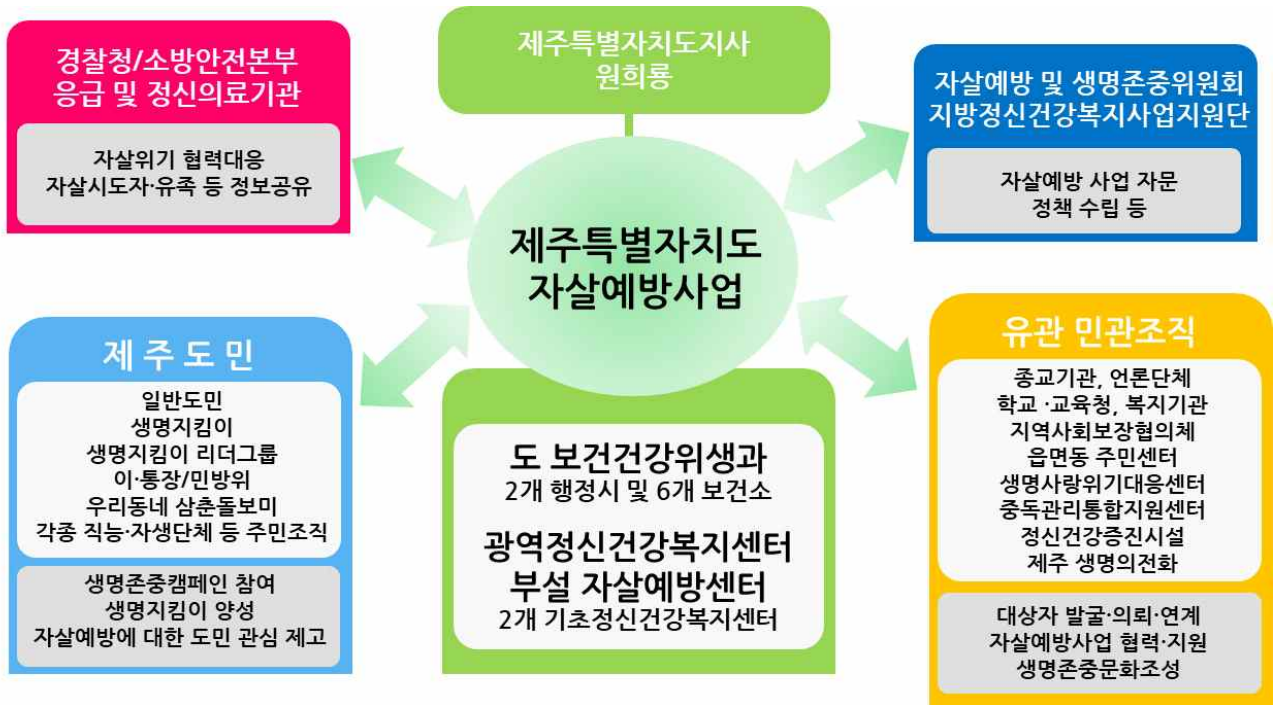 경찰청/소방안전본부
응급 및 정신의료기관
자살위기 협력대응
자살시도자·유족 등 정보공유
제주특별자치도지사
원희룡
자살예방 및 생명존중위원회
지방정신건강복지사업지원단
자살예방 사업 자문
정책 수립 등
제주특별자치도
자살예방사업
제 주 도 민
일반도민
생명지킴이
생명지킴이 리더그룹
이·통장/민방위
우리동네 삼춘돌보미
각종 직능·자생단체 등 주민조직
생명존중캠페인 참여
생명지킴이 양성
자살예방에 대한 도민 관심 제고
도 보건건강위생과
2개 행정시 및 6개 보건소
광역정신건강복지센터
부설 자살예방센터
2개 기초정신건강복지센터
유관 민관조직
종교기관, 언론단체
학교 ·교육청, 복지기관
지역사회보장협의체
읍면동 주민센터
생명사랑위기대응센터
중독관리통합지원센터
정신건강증진시설
제주 생명의전화
대상자 발굴·의뢰·연계
자살예방사업 협력·지원
생명존중문화조성